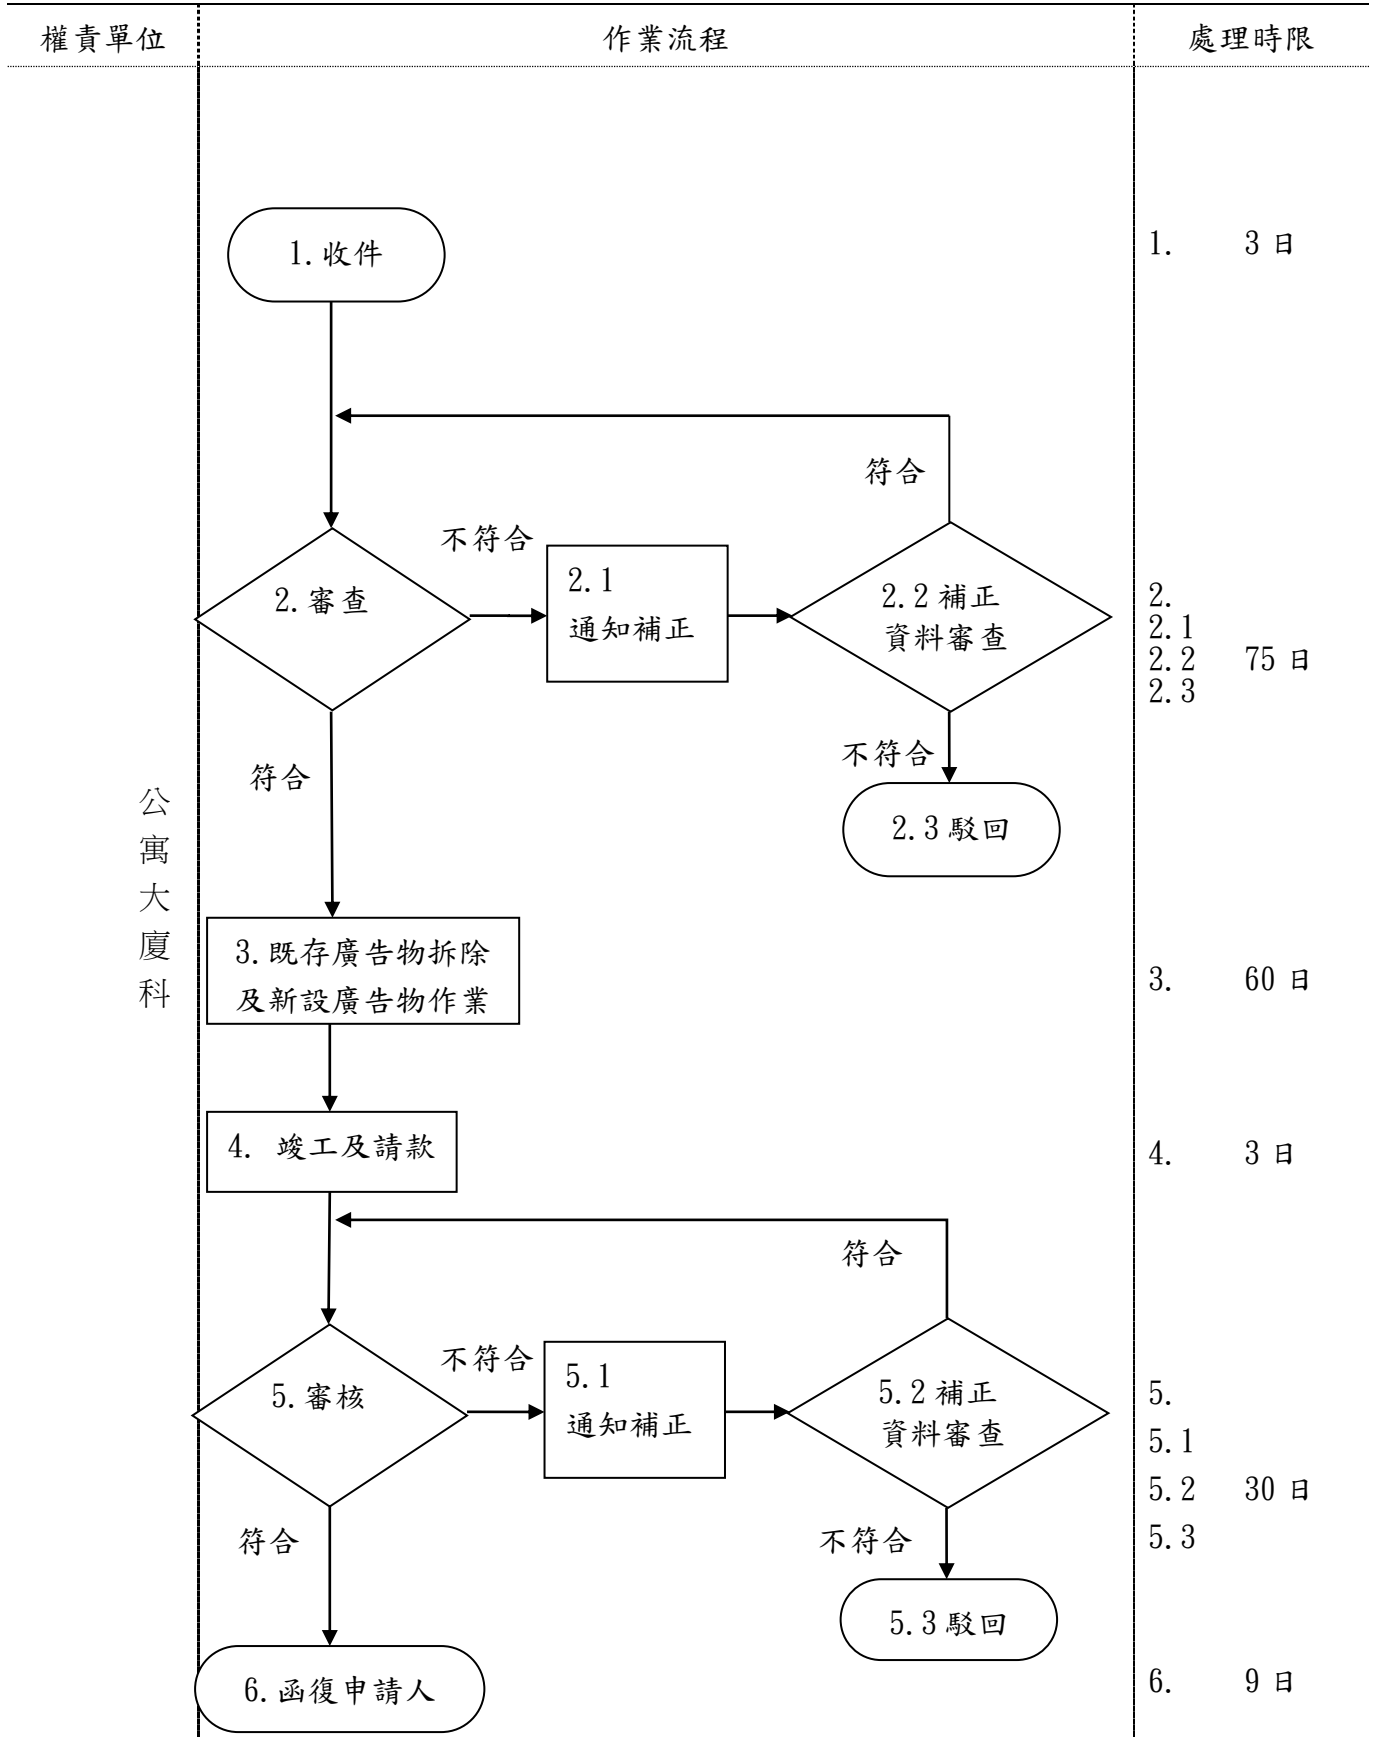 權責單位
作業流程
處理時限
1.收件
1. 3日
符合
不符合
2.審查
2.1
通知補正
2.2補正
資料審查
2.
2.1
2.2 75日
2.3
不符合
符合
2.3駁回
公
寓
大
廈
科
3.既存廣告物拆除
及新設廣告物作業
3. 60日
4. 竣工及請款
4. 3日
符合
不符合
5.審核
5.1
通知補正
5.2補正
資料審查
5.
5.1
5.2 30日
5.3
符合
不符合
5.3駁回
6.函復申請人
6. 9日